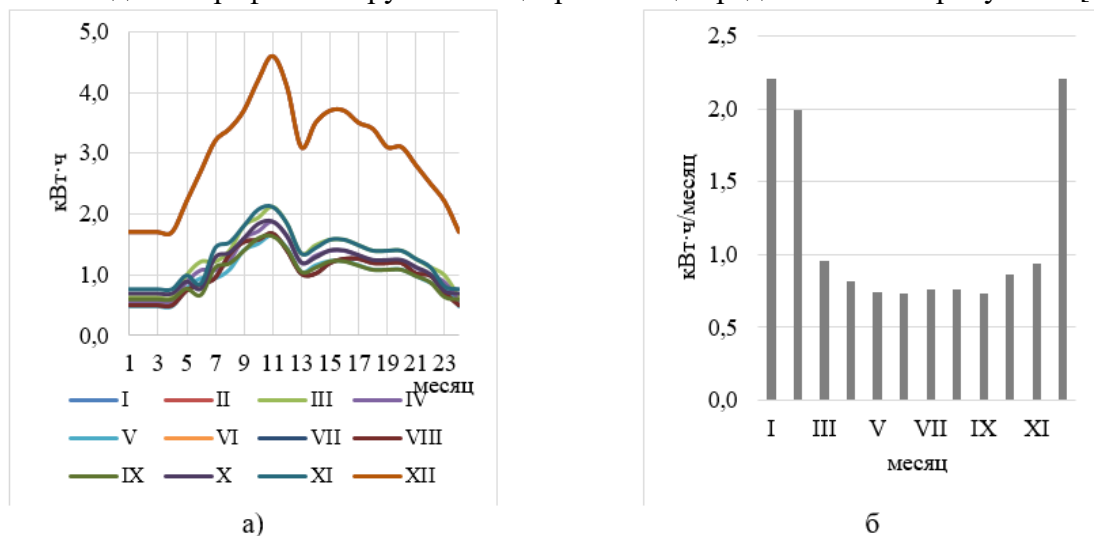 5,0
4,0
3,0
2,0
1,0
0,0
кВт·ч
1 3 5 7 9 11 13 15 17 19 21 23
месяц
I II III IV
V VI VII VIII
IX X XI XII
а)
2,5
2,0
1,5
1,0
0,5
0,0
кВт·ч/месяц
I III V VII IX XI
месяц
б